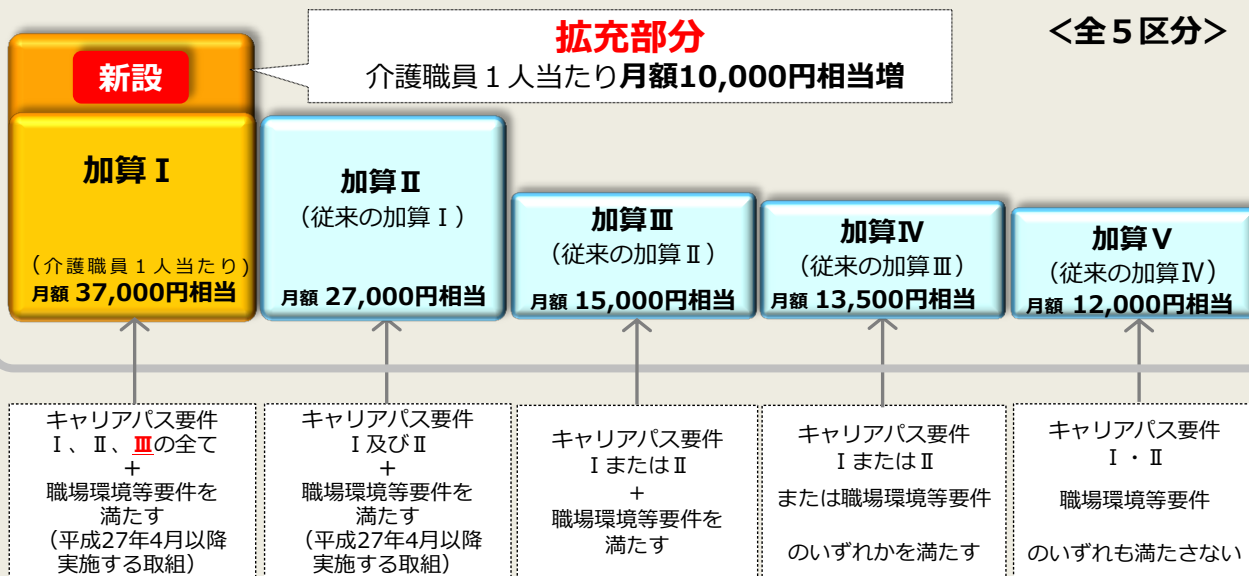 拡充部分
介護職員１人当たり月額10,000円相当増
＜全５区分＞
新設
加算Ⅰ
（介護職員１人当たり）
月額 37,000円相当
加算Ⅱ
（従来の加算Ⅰ）
月額 27,000円相当
加算Ⅲ
（従来の加算Ⅱ）
月額 15,000円相当
加算Ⅳ
（従来の加算Ⅲ）
月額 13,500円相当
加算Ⅴ
（従来の加算Ⅳ）
月額 12,000円相当
キャリアパス要件
Ⅰ、Ⅱ、Ⅲの全て
+
職場環境等要件を
満たす
（平成27年4月以降
実施する取組）
キャリアパス要件
Ⅰ及びⅡ
+
職場環境等要件を
満たす
（平成27年4月以降
実施する取組）
キャリアパス要件
ⅠまたはⅡ
+
職場環境等要件を
満たす
キャリアパス要件
ⅠまたはⅡ
または職場環境等要件
のいずれかを満たす
キャリアパス要件
Ⅰ・Ⅱ
職場環境等要件
のいずれも満たさない